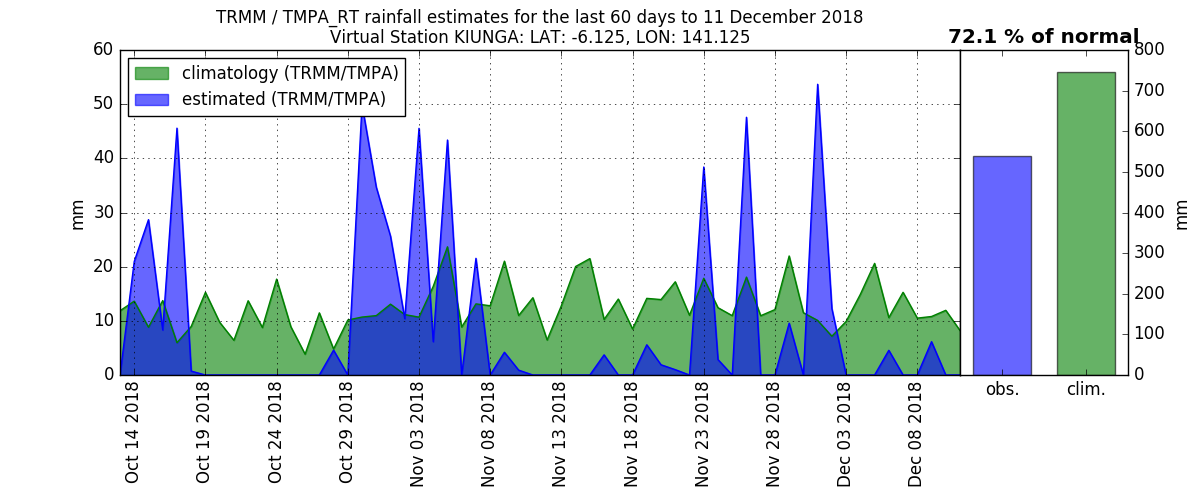 TRMM / TMPA_RT rainfall estimates for the last 60 days to 11 December 2018
Virtual Station KIUNGA: LAT: -6.125, LON: 141.125
72.1 % of normal
climatology (TRMM/TMPA)
estimated (TRMM/TMPA)
60
50
40
30
20
10
0
mm
Oct 14 2018
Oct 19 2018
Oct 24 2018
Oct 29 2018
Nov 03 2018
Nov 08 2018
Nov 13 2018
Nov 18 2018
Nov 23 2018
Nov 28 2018
Dec 03 2018
Dec 08 2018
obs.
clim.
800
700
600
500
400
300
200
100
0
mm